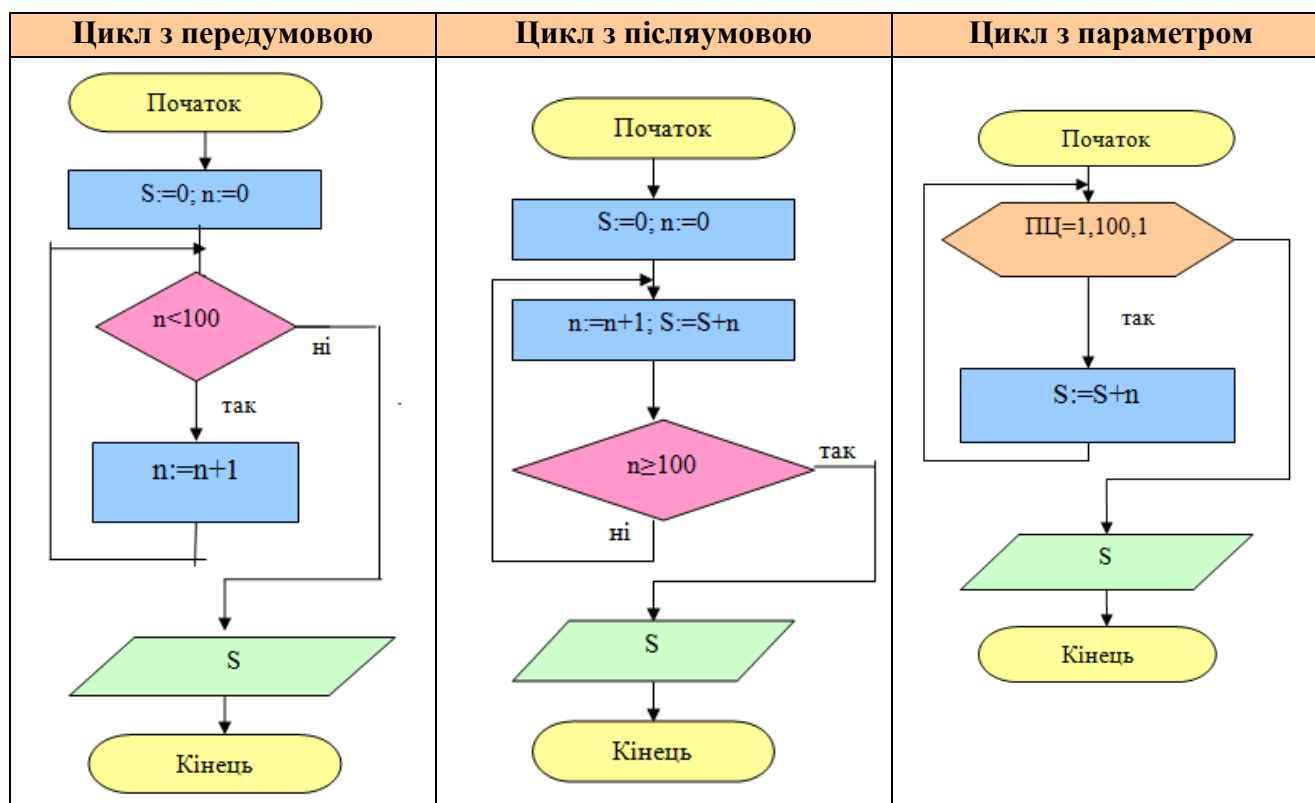 Цикл з передумовою
Початок
S:=0; n:=0
n<100
ні
так
n:=n+1
S
Кінець
Цикл з післяумовою
Початок
S:=0; n:=0
n:=n+1; S:=S+n
n≥100
так
ні
S
Кінець
Цикл з параметром
Початок
ПЦ=1,100,1
так
S:=S+n
S
Кінець